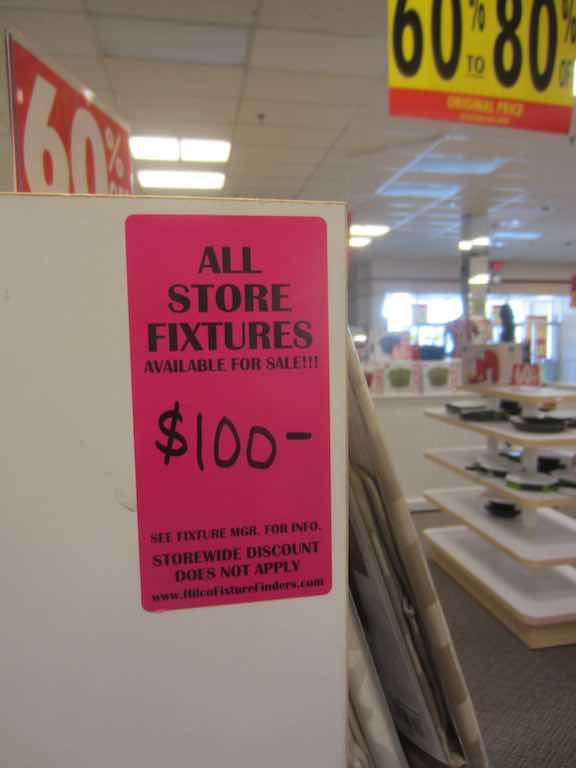 60%
60% TO 80%
OFF
ORIGINAL PRICE
ALL
STORE
FIXTURES
AVAILABLE FOR SALE!!!
$100-
SEE FIXTURE MGR. FOR INFO.
STOREWIDE DISCOUNT
DOES NOT APPLY
www.HilcoFixtureFinders.com